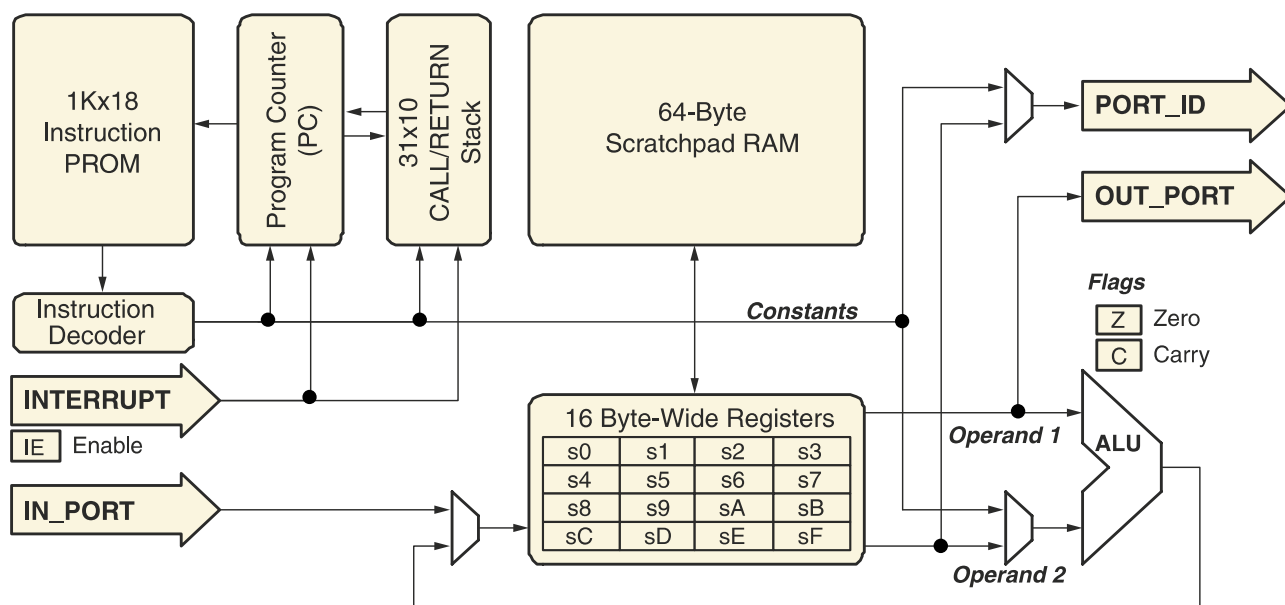 1Kx18
Instruction
PROM
Program Counter
(PC)
31x10
CALL/RETURN
Stack
64-Byte
Scratchpad RAM
PORT_ID
OUT_PORT
Instruction
Decoder
Constants
Flags
Z Zero
C Carry
INTERRUPT
IE Enable
IN_PORT
16 Byte-Wide Registers
s0 s1 s2 s3
s4 s5 s6 s7
s8 s9 sA sB
sC sD sE sF
Operand 1
ALU
Operand 2